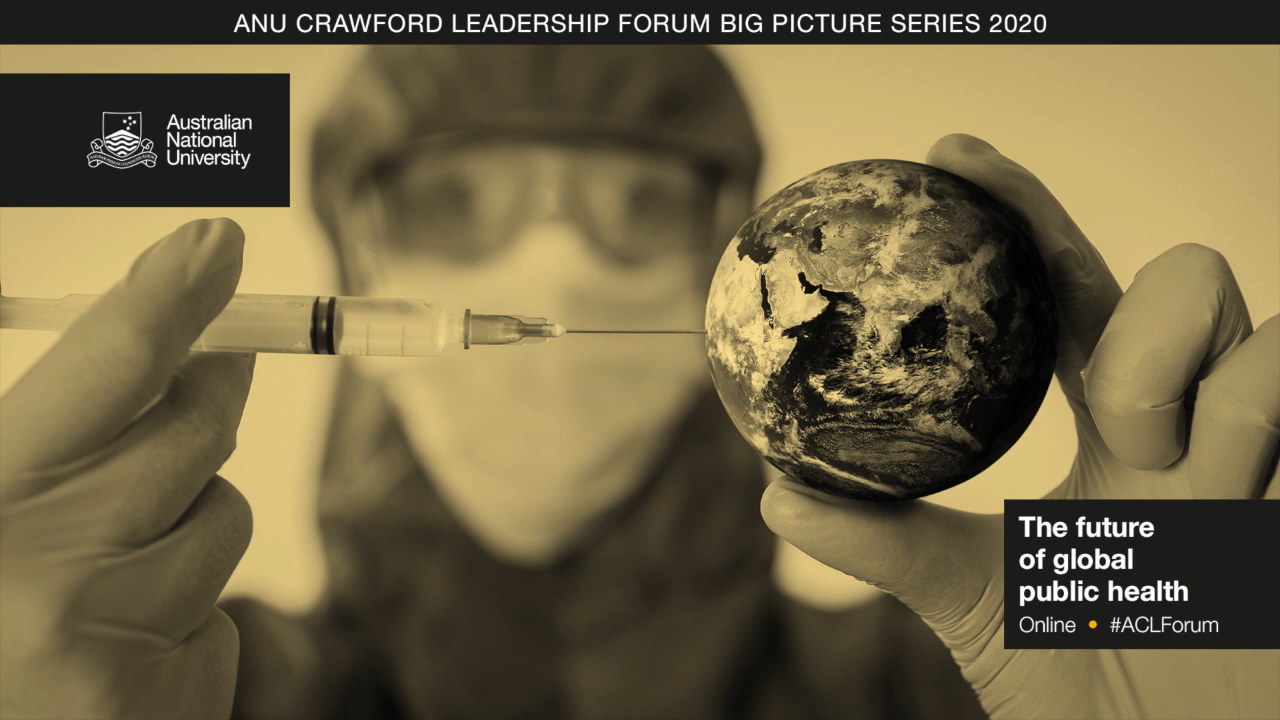 ANU CRAWFORD LEADERSHIP FORUM BIG PICTURE SERIES 2020
Australian
National
University
The future
of global
public health
Online • #ACLForum